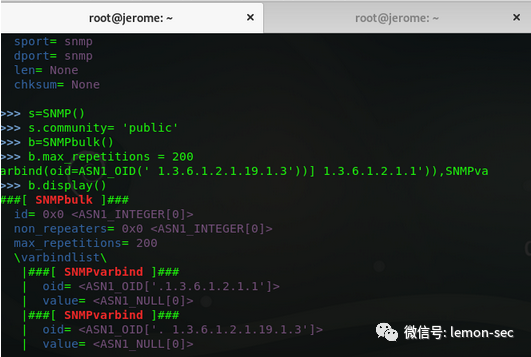 root@jerome: ~ × root@jerome: ~ ×
sport= snmp
dport= snmp
len= None
chksum= None
>>> s=SNMP()
>>> s.community= 'public'
>>> b=SNMPbulk()
>>> b.max_repetitions = 200
arbind(oid=ASN1_OID(' 1.3.6.1.2.1.19.1.3'))] 1.3.6.1.2.1.1')),SNMPva
>>> b.display()
###[ SNMPbulk ]###
id= 0x0 <ASN1_INTEGER[0]>
non_repeaters= 0x0 <ASN1_INTEGER[0]>
max_repetitions= 200
\varbindlist\
|###[ SNMPvarbind ]###
| oid= <ASN1_OID['.1.3.6.1.2.1.1']>
| value= <ASN1_NULL[0]>
|###[ SNMPvarbind ]###
| oid= <ASN1_OID['. 1.3.6.1.2.1.19.1.3']>
| value= <ASN1_NULL[0]>
微信号: lemon-sec